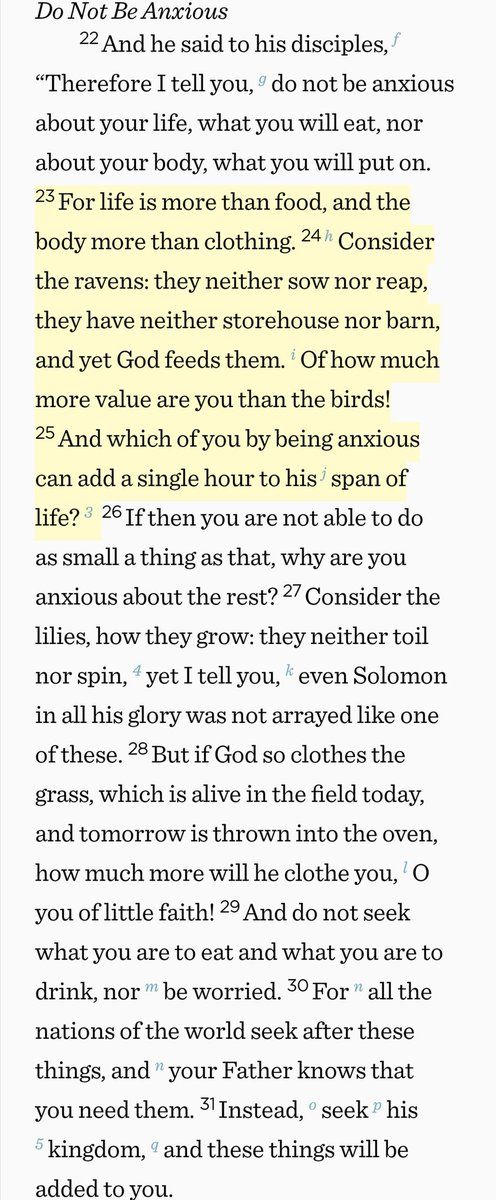 Do Not Be Anxious
22 And he said to his disciples, f
“Therefore I tell you, g do not be anxious
about your life, what you will eat, nor
about your body, what you will put on.
23 For life is more than food, and the
body more than clothing. 24 h Consider
the ravens: they neither sow nor reap,
they have neither storehouse nor barn,
and yet God feeds them. i Of how much
more value are you than the birds!
25 And which of you by being anxious
can add a single hour to his j span of
life? 3 26 If then you are not able to do
as small a thing as that, why are you
anxious about the rest? 27 Consider the
lilies, how they grow: they neither toil
nor spin, 4 yet I tell you, k even Solomon
in all his glory was not arrayed like one
of these. 28 But if God so clothes the
grass, which is alive in the field today,
and tomorrow is thrown into the oven,
how much more will he clothe you, l O
you of little faith! 29 And do not seek
what you are to eat and what you are to
drink, nor m be worried. 30 For n all the
nations of the world seek after these
things, and n your Father knows that
you need them. 31 Instead, o seek p his
5 kingdom, q and these things will be
added to you.